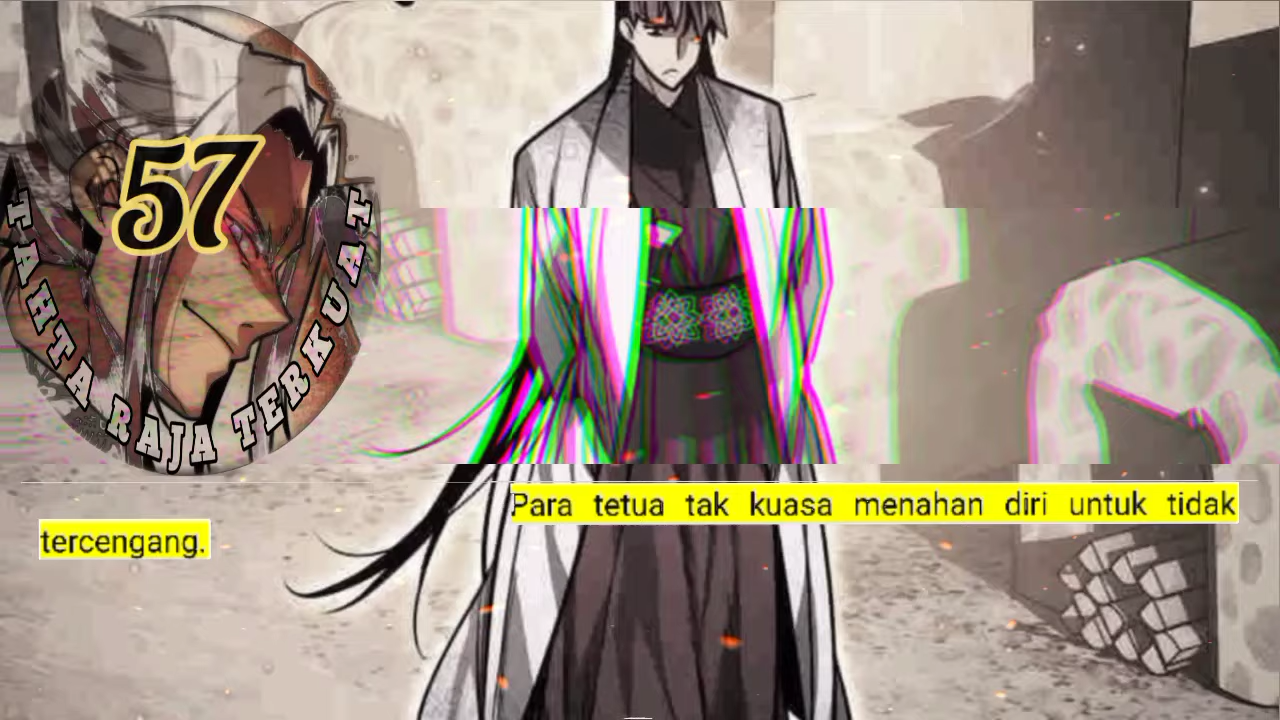 57
TAHTA RAJA TERKUAT
Para tetua tak kuasa menahan diri untuk tidak
tercengang.